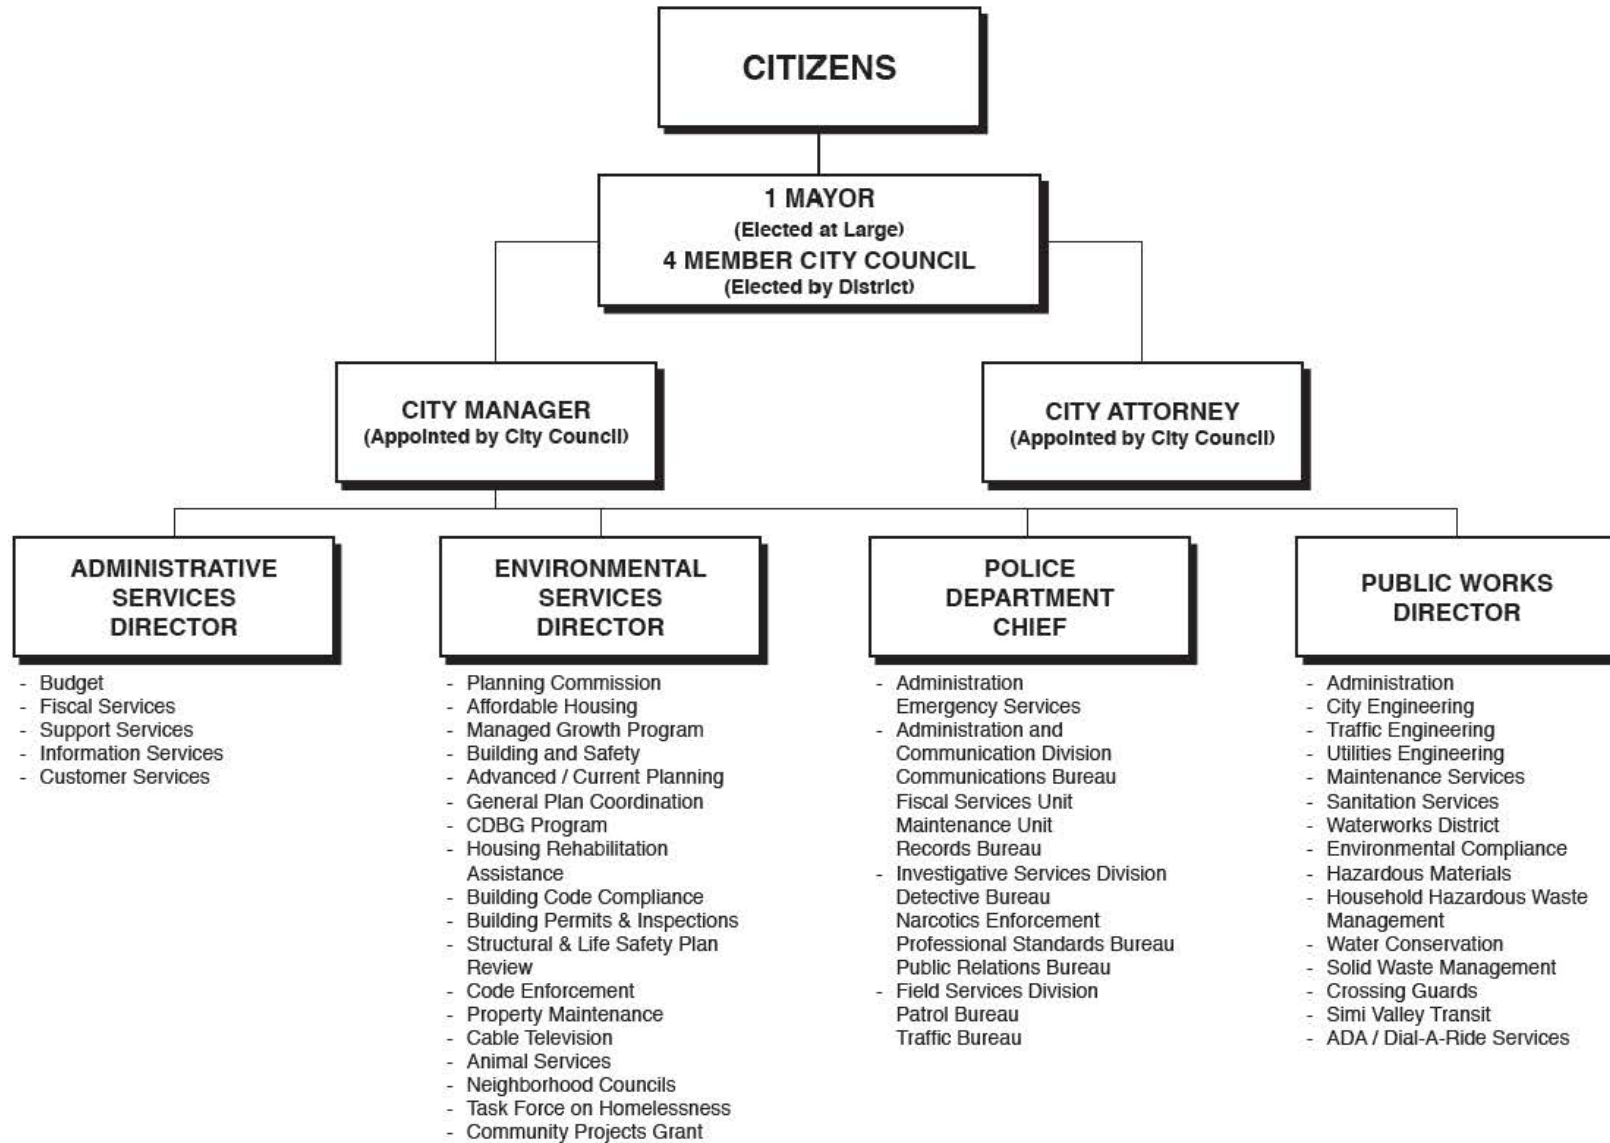 CITIZENS
1 MAYOR
(Elected at Large)
4 MEMBER CITY COUNCIL
(Elected by District)
CITY MANAGER
(Appointed by City Council)
CITY ATTORNEY
(Appointed by City Council)
ADMINISTRATIVE
SERVICES
DIRECTOR
- Budget
- Fiscal Services
- Support Services
- Information Services
- Customer Services
ENVIRONMENTAL
SERVICES
DIRECTOR
- Planning Commission
- Affordable Housing
- Managed Growth Program
- Building and Safety
- Advanced / Current Planning
- General Plan Coordination
- CDBG Program
- Housing Rehabilitation
Assistance
- Building Code Compliance
- Building Permits & Inspections
- Structural & Life Safety Plan
Review
- Code Enforcement
- Property Maintenance
- Cable Television
- Animal Services
- Neighborhood Councils
- Task Force on Homelessness
- Community Projects Grant
POLICE
DEPARTMENT
CHIEF
- Administration
Emergency Services
- Administration and
Communication Division
Communications Bureau
Fiscal Services Unit
Maintenance Unit
Records Bureau
- Investigative Services Division
Detective Bureau
Narcotics Enforcement
Professional Standards Bureau
Public Relations Bureau
- Field Services Division
Patrol Bureau
Traffic Bureau
PUBLIC WORKS
DIRECTOR
- Administration
- City Engineering
- Traffic Engineering
- Utilities Engineering
- Maintenance Services
- Sanitation Services
- Waterworks District
- Environmental Compliance
- Hazardous Materials
- Household Hazardous Waste
Management
- Water Conservation
- Solid Waste Management
- Crossing Guards
- Simi Valley Transit
- ADA / Dial-A-Ride Services